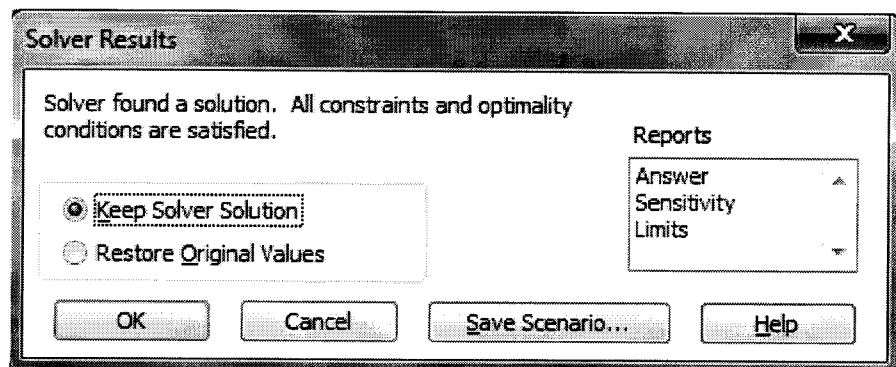 Solver Results
Solver found a solution. All constraints and optimality
conditions are satisfied.
Reports
Answer
Sensitivity
Limits
Keep Solver Solution
Restore Original Values
OK
Cancel
Save Scenario...
Help